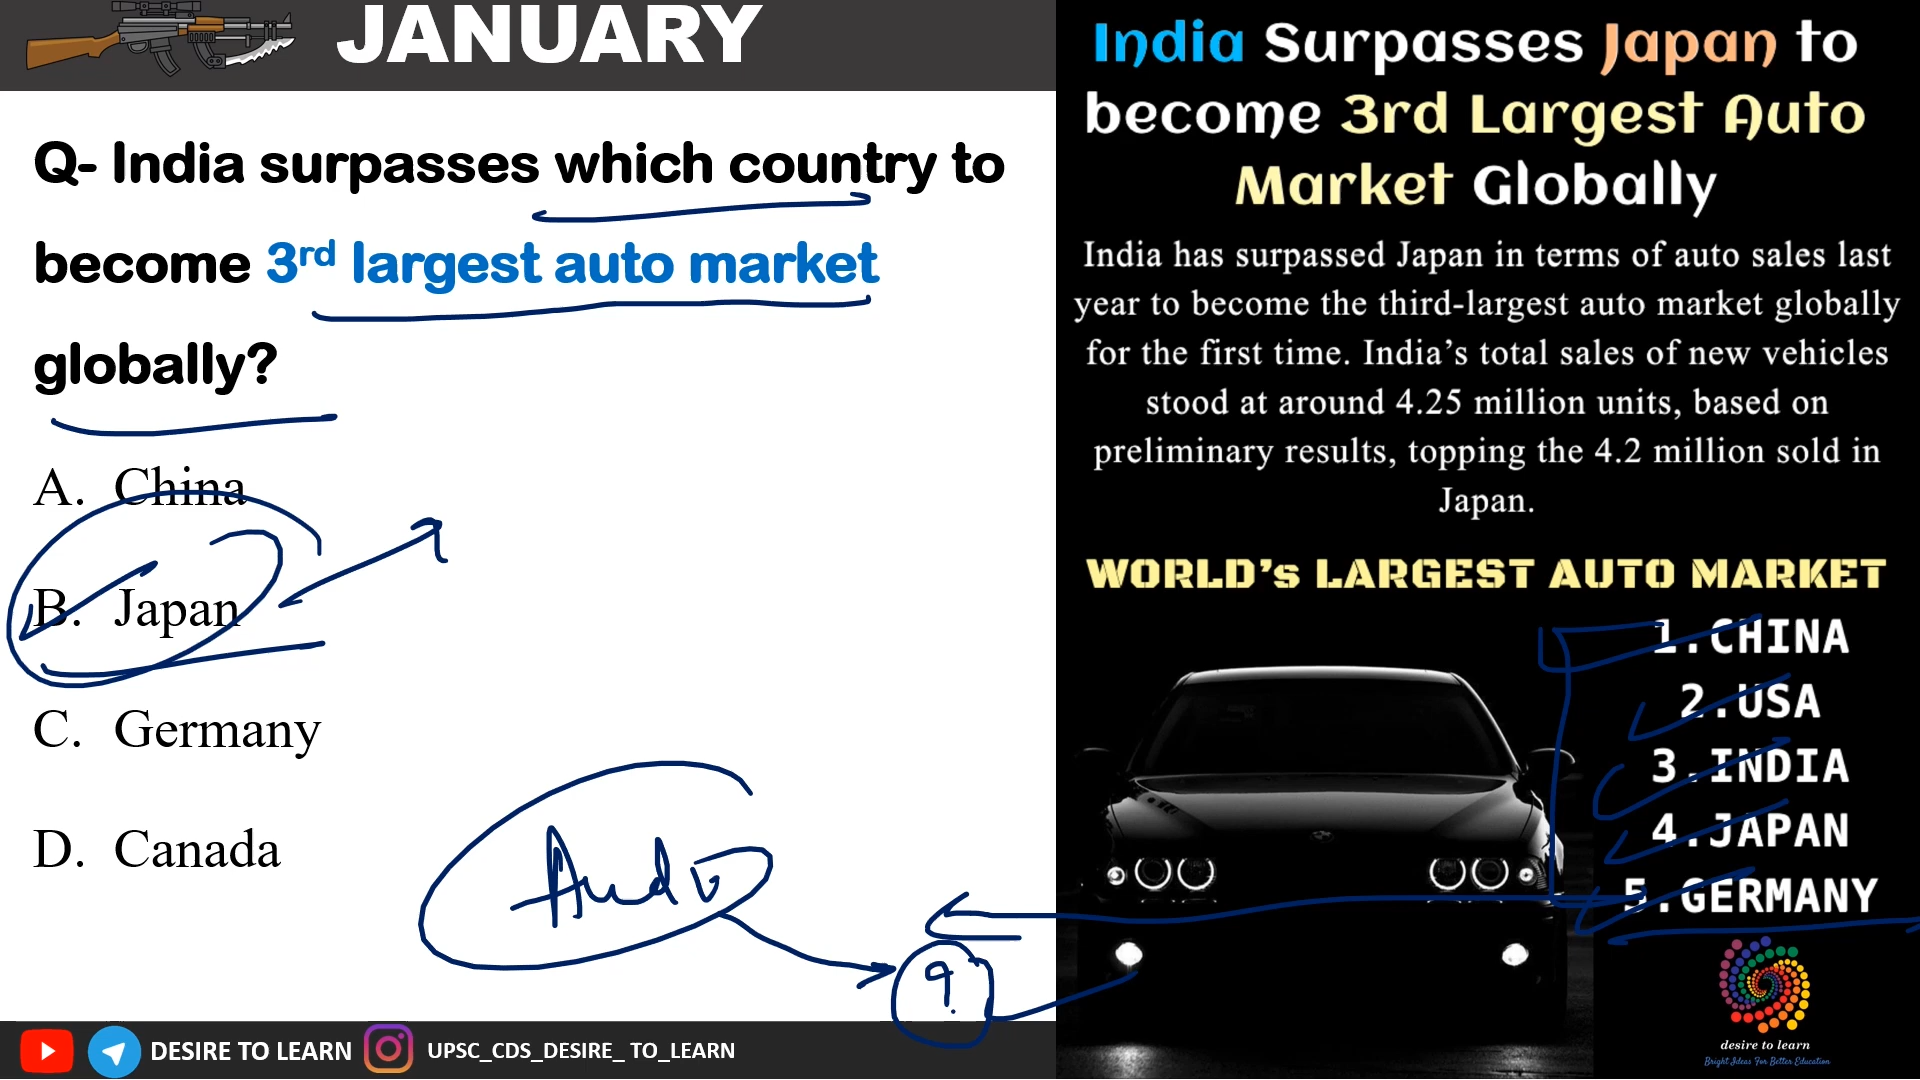 JANUARY
Q- India surpasses which country to
become 3rd largest auto market
globally?
A. China
B. Japan
C. Germany
D. Canada
?
DESIRE TO LEARN
UPSC_CDS_DESIRE_ TO_LEARN
India Surpasses Japan to
become 3rd Largest Auto
Market Globally
India has surpassed Japan in terms of auto sales last
year to become the third-largest auto market globally
for the first time. India’s total sales of new vehicles
stood at around 4.25 million units, based on
preliminary results, topping the 4.2 million sold in
Japan.
WORLD’s LARGEST AUTO MARKET
1.CHINA
2.USA
3.INDIA
4.JAPAN
5.GERMANY
desire to learn
Bright Ideas For Better Education